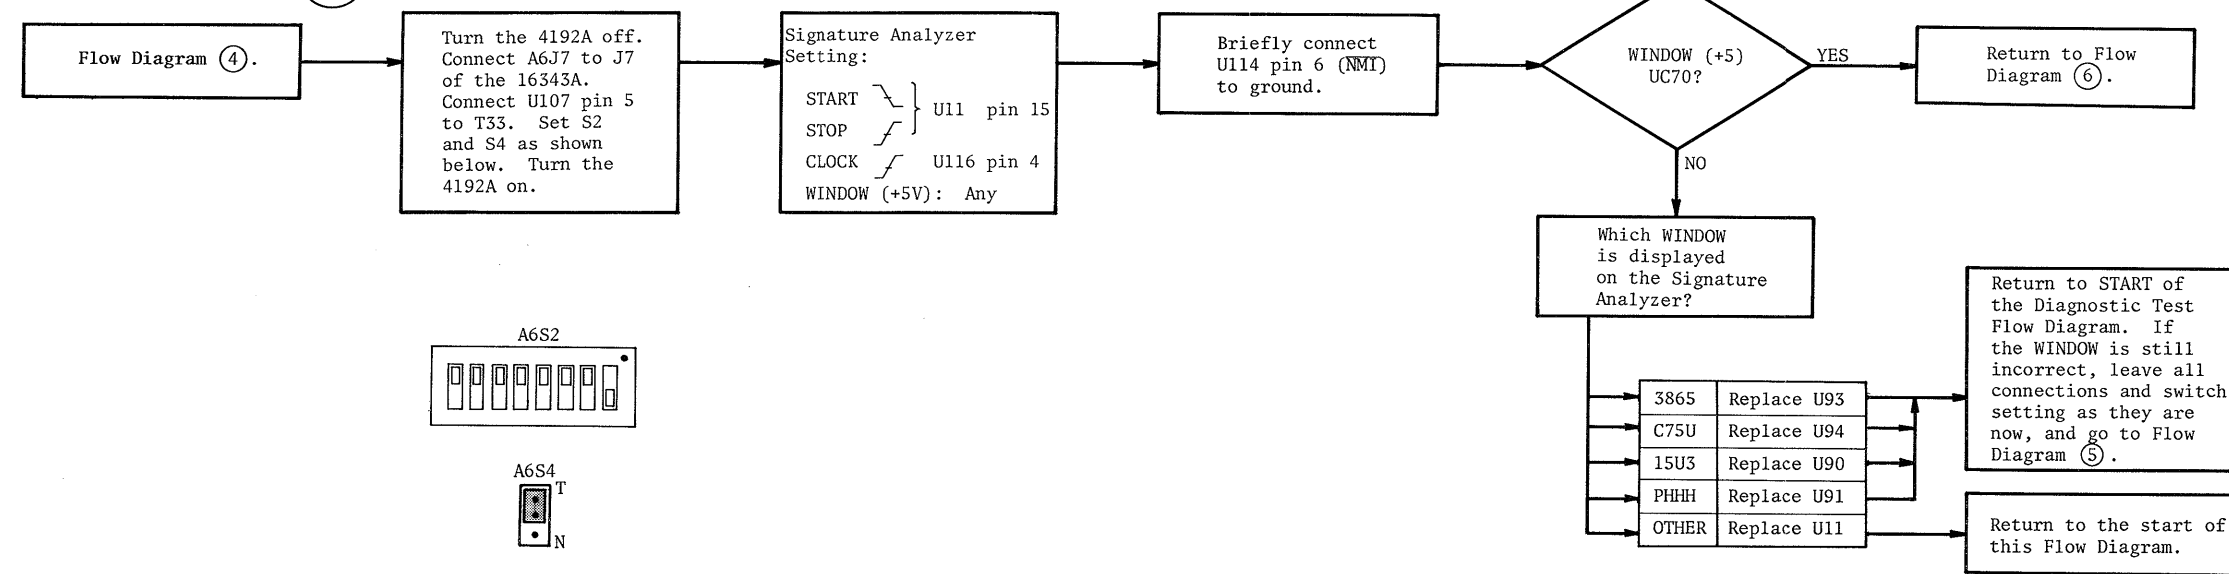 Flow Diagram 4.
Turn the 4192A off.
Connect A6J7 to J7
of the 16343A.
Connect U107 pin 5
to T33. Set S2
and S4 as shown
below. Turn the
4192A on.
Signature Analyzer
Setting:
START
U11 pin 15
STOP
CLOCK U116 pin 4
WINDOW (+5V): Any
Briefly connect
U114 pin 6 (N̅M̅I̅)
to ground.
WINDOW (+5)
UC70?
YES
Return to Flow
Diagram 6.
NO
Which WINDOW
is displayed
on the Signature
Analyzer?
3865 Replace U93
C75U Replace U94
15U3 Replace U90
PHHH Replace U91
OTHER Replace U11
Return to START of
the Diagnostic Test
Flow Diagram. If
the WINDOW is still
incorrect, leave all
connections and switch
setting as they are
now, and go to Flow
Diagram 5.
Return to the start of
this Flow Diagram.
A6S2
A6S4
T
N